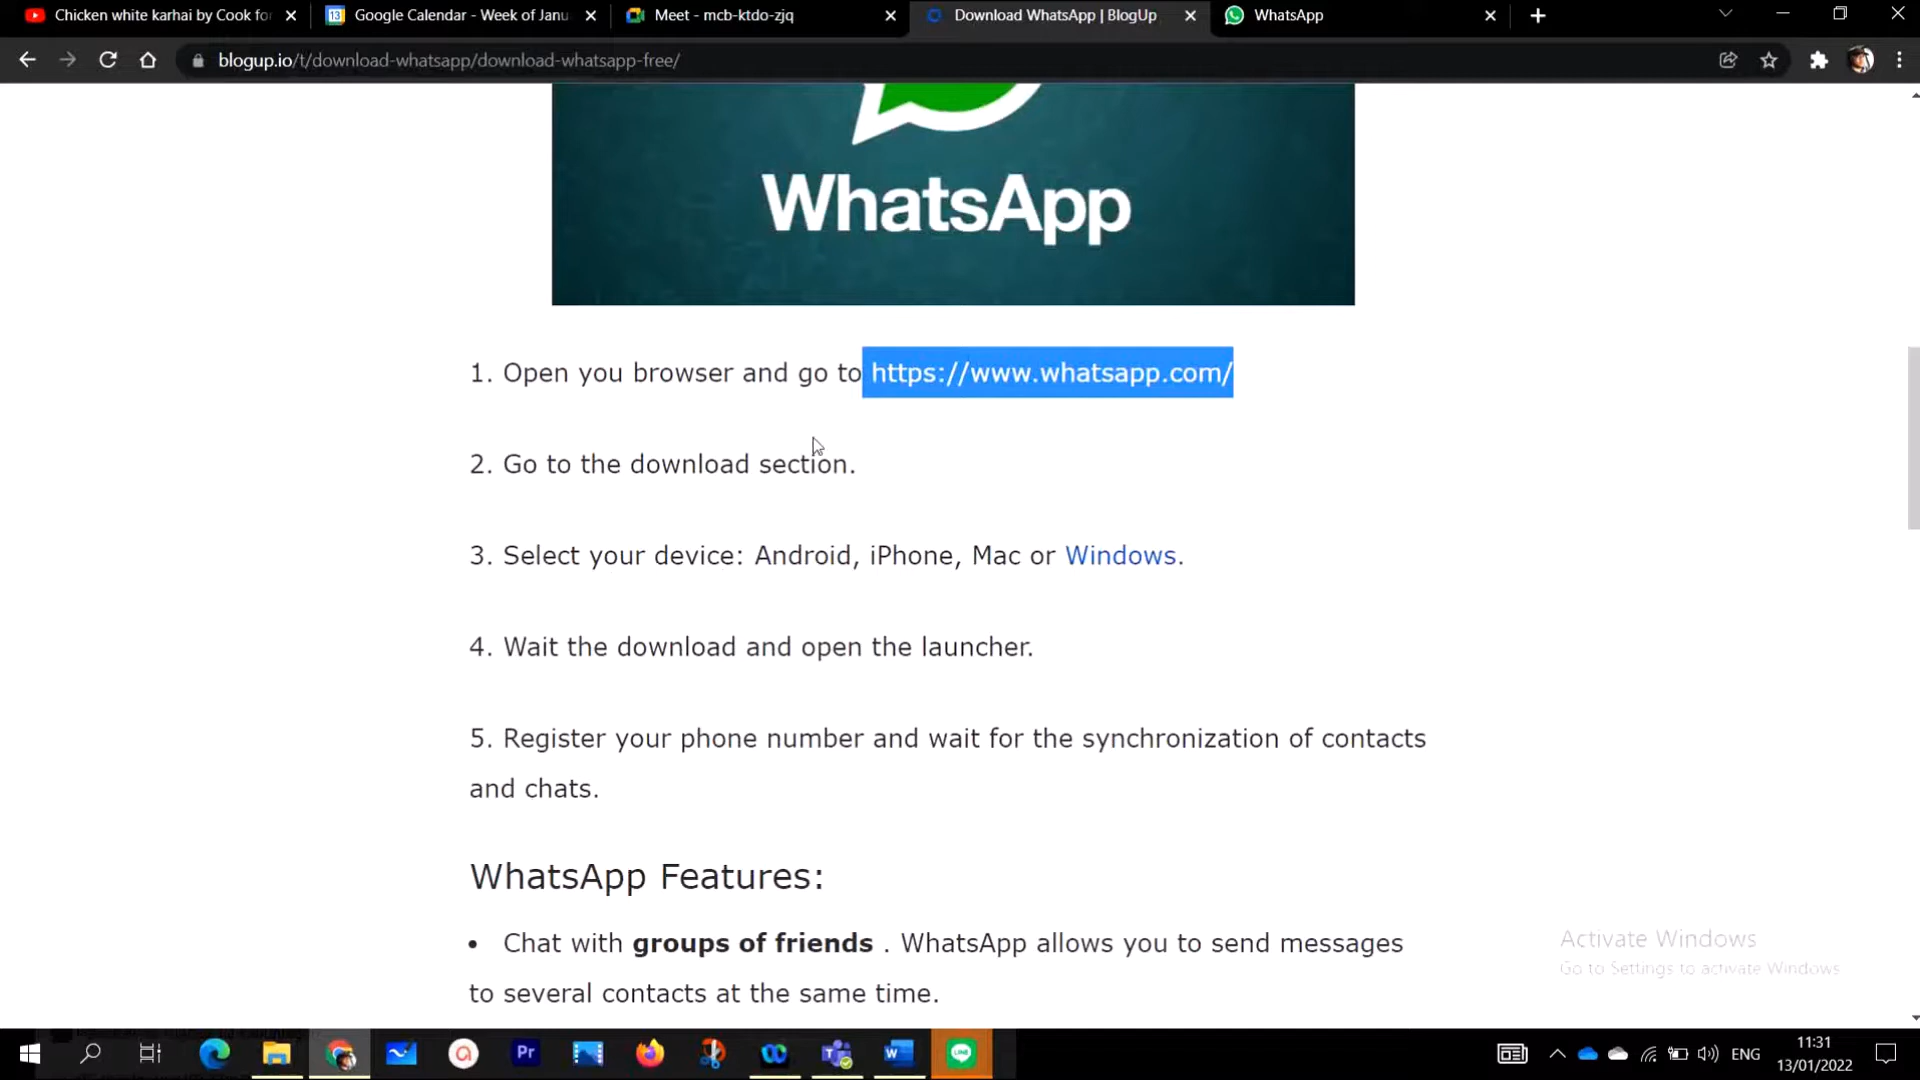 Chicken white karhai by Cook for
Google Calendar - Week of Janu
Meet - mcb-ktdo-zjq
Download WhatsApp | BlogUp
WhatsApp
blogup.io/t/download-whatsapp/download-whatsapp-free/
WhatsApp
1. Open you browser and go to https://www.whatsapp.com/
2. Go to the download section.
3. Select your device: Android, iPhone, Mac or Windows.
4. Wait the download and open the launcher.
5. Register your phone number and wait for the synchronization of contacts
and chats.
WhatsApp Features:
• Chat with groups of friends . WhatsApp allows you to send messages
to several contacts at the same time.
Activate Windows
Go to Settings to activate Windows
ENG
11:31
13/01/2022
13
Pr
LINE